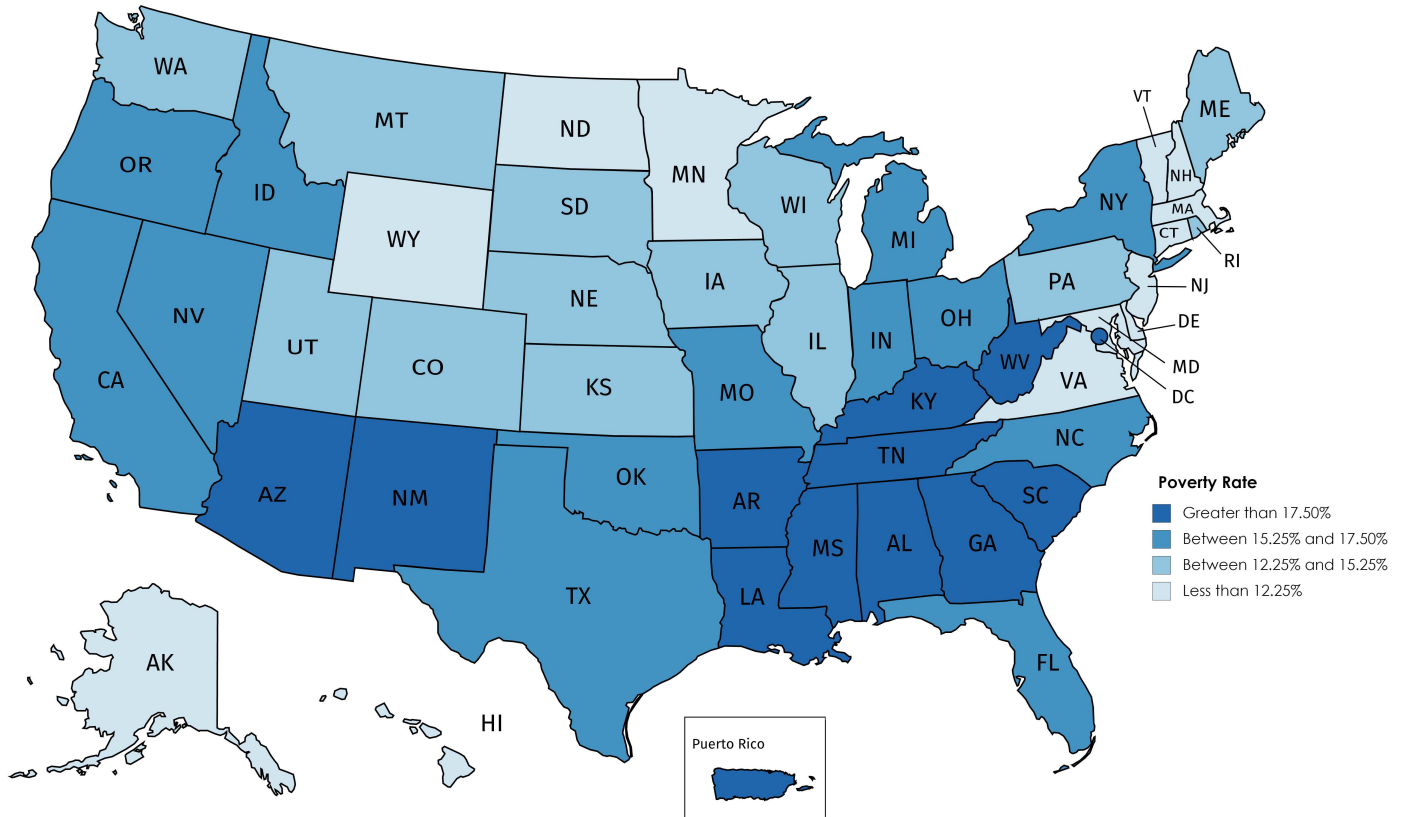 WA
MT
ND
MN
VT
ME
OR
ID
WY
SD
WI
MI
NY
NH
MA
CT
RI
NV
UT
CO
NE
IA
IL
IN
OH
PA
NJ
DE
MD
DC
CA
KS
MO
KY
WV
VA
AZ
NM
OK
AR
TN
NC
SC
TX
LA
MS
AL
GA
FL
AK
HI
Puerto Rico
Poverty Rate
Greater than 17.50%
Between 15.25% and 17.50%
Between 12.25% and 15.25%
Less than 12.25%